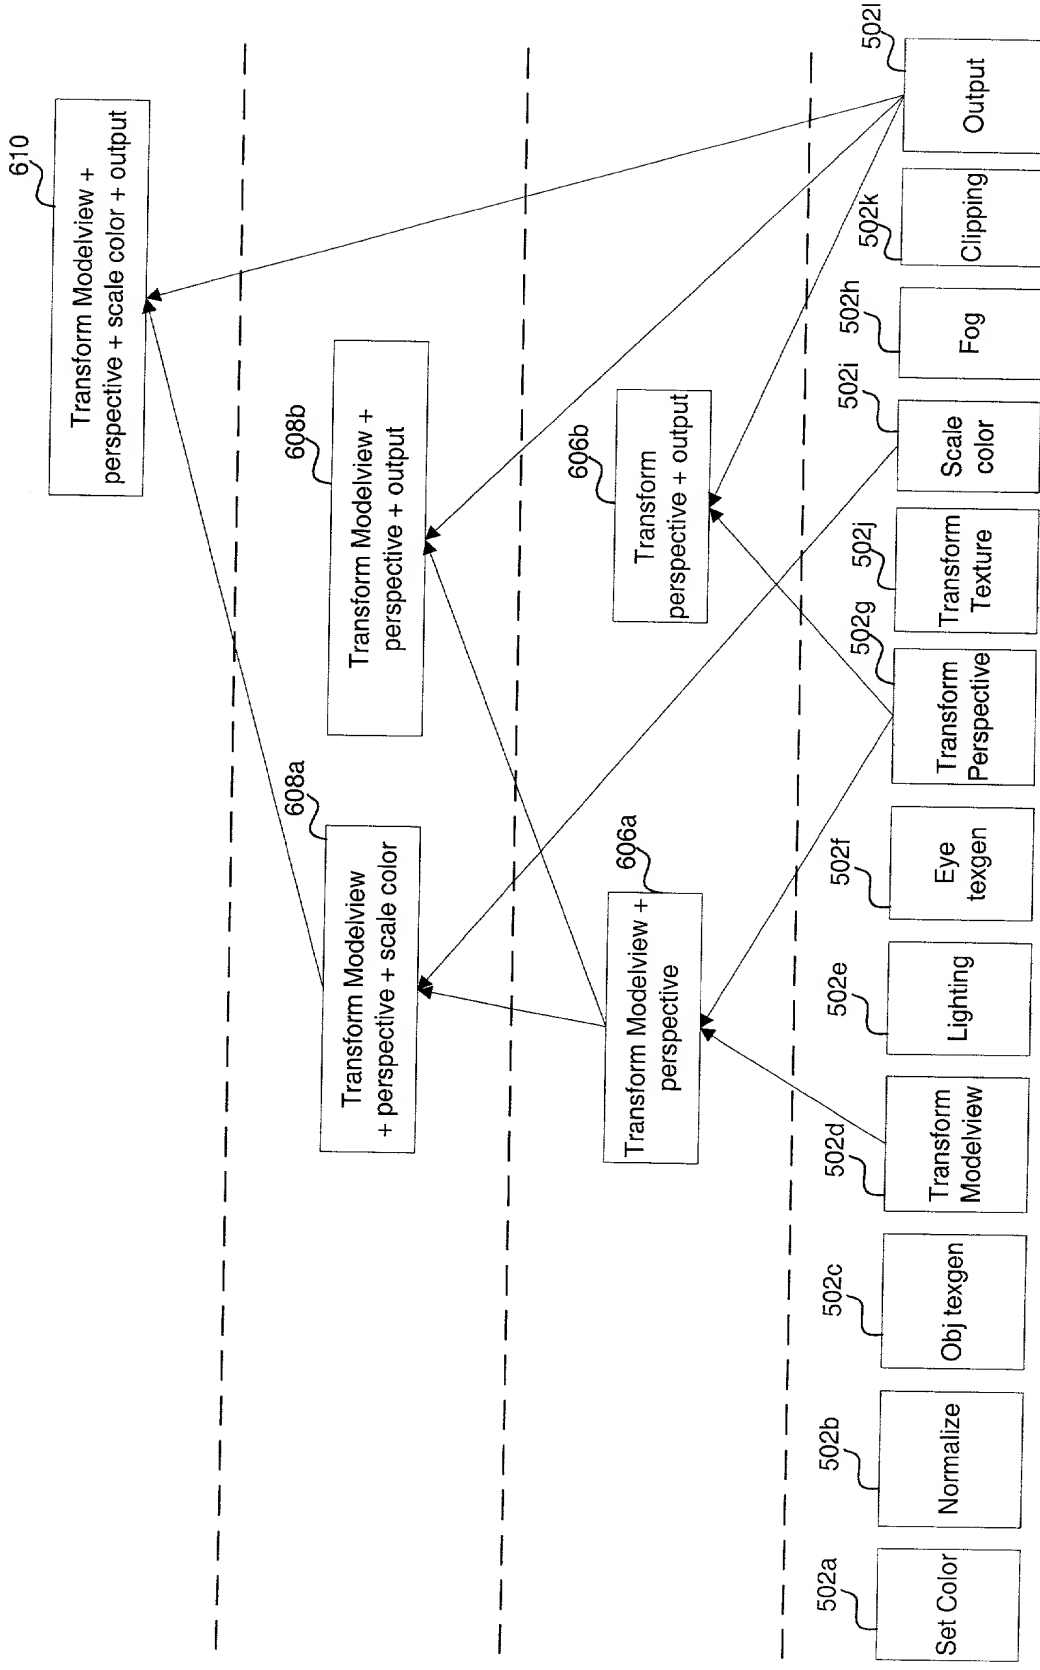 610
Transform Modelview +
perspective + scale color + output
608a
Transform Modelview
+ perspective + scale color
608b
Transform Modelview +
perspective + output
606a
Transform Modelview +
perspective
606b
Transform
perspective + output
502a
Set Color
502b
Normalize
502c
Obj texgen
502d
Transform
Modelview
502e
Lighting
502f
Eye
texgen
502g
Transform
Perspective
502j
Transform
Texture
502i
Scale
color
502h
Fog
502k
Clipping
502l
Output